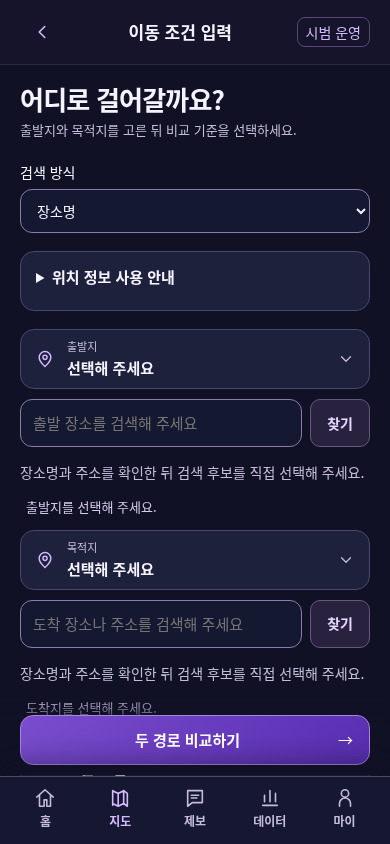 이동 조건 입력
시범 운영
어디로 걸어갈까요?
출발지와 목적지를 고른 뒤 비교 기준을 선택하세요.
검색 방식
장소명
위치 정보 사용 안내
출발지
선택해 주세요
출발 장소를 검색해 주세요
찾기
장소명과 주소를 확인한 뒤 검색 후보를 직접 선택해 주세요.
출발지를 선택해 주세요.
목적지
선택해 주세요
도착 장소나 주소를 검색해 주세요
찾기
장소명과 주소를 확인한 뒤 검색 후보를 직접 선택해 주세요.
도착지를 선택해 주세요.
두 경로 비교하기 →
홈
지도
제보
데이터
마이